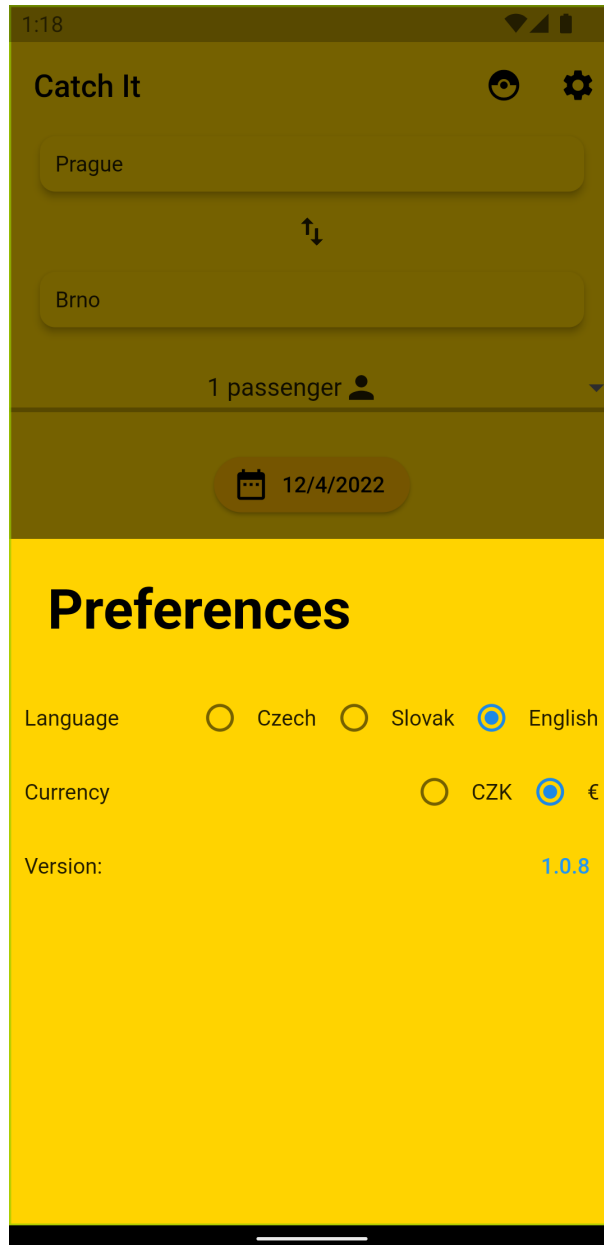 1:18
Catch It
Prague
Brno
1 passenger
12/4/2022
Preferences
Language Czech Slovak English
Currency CZK €
Version: 1.0.8